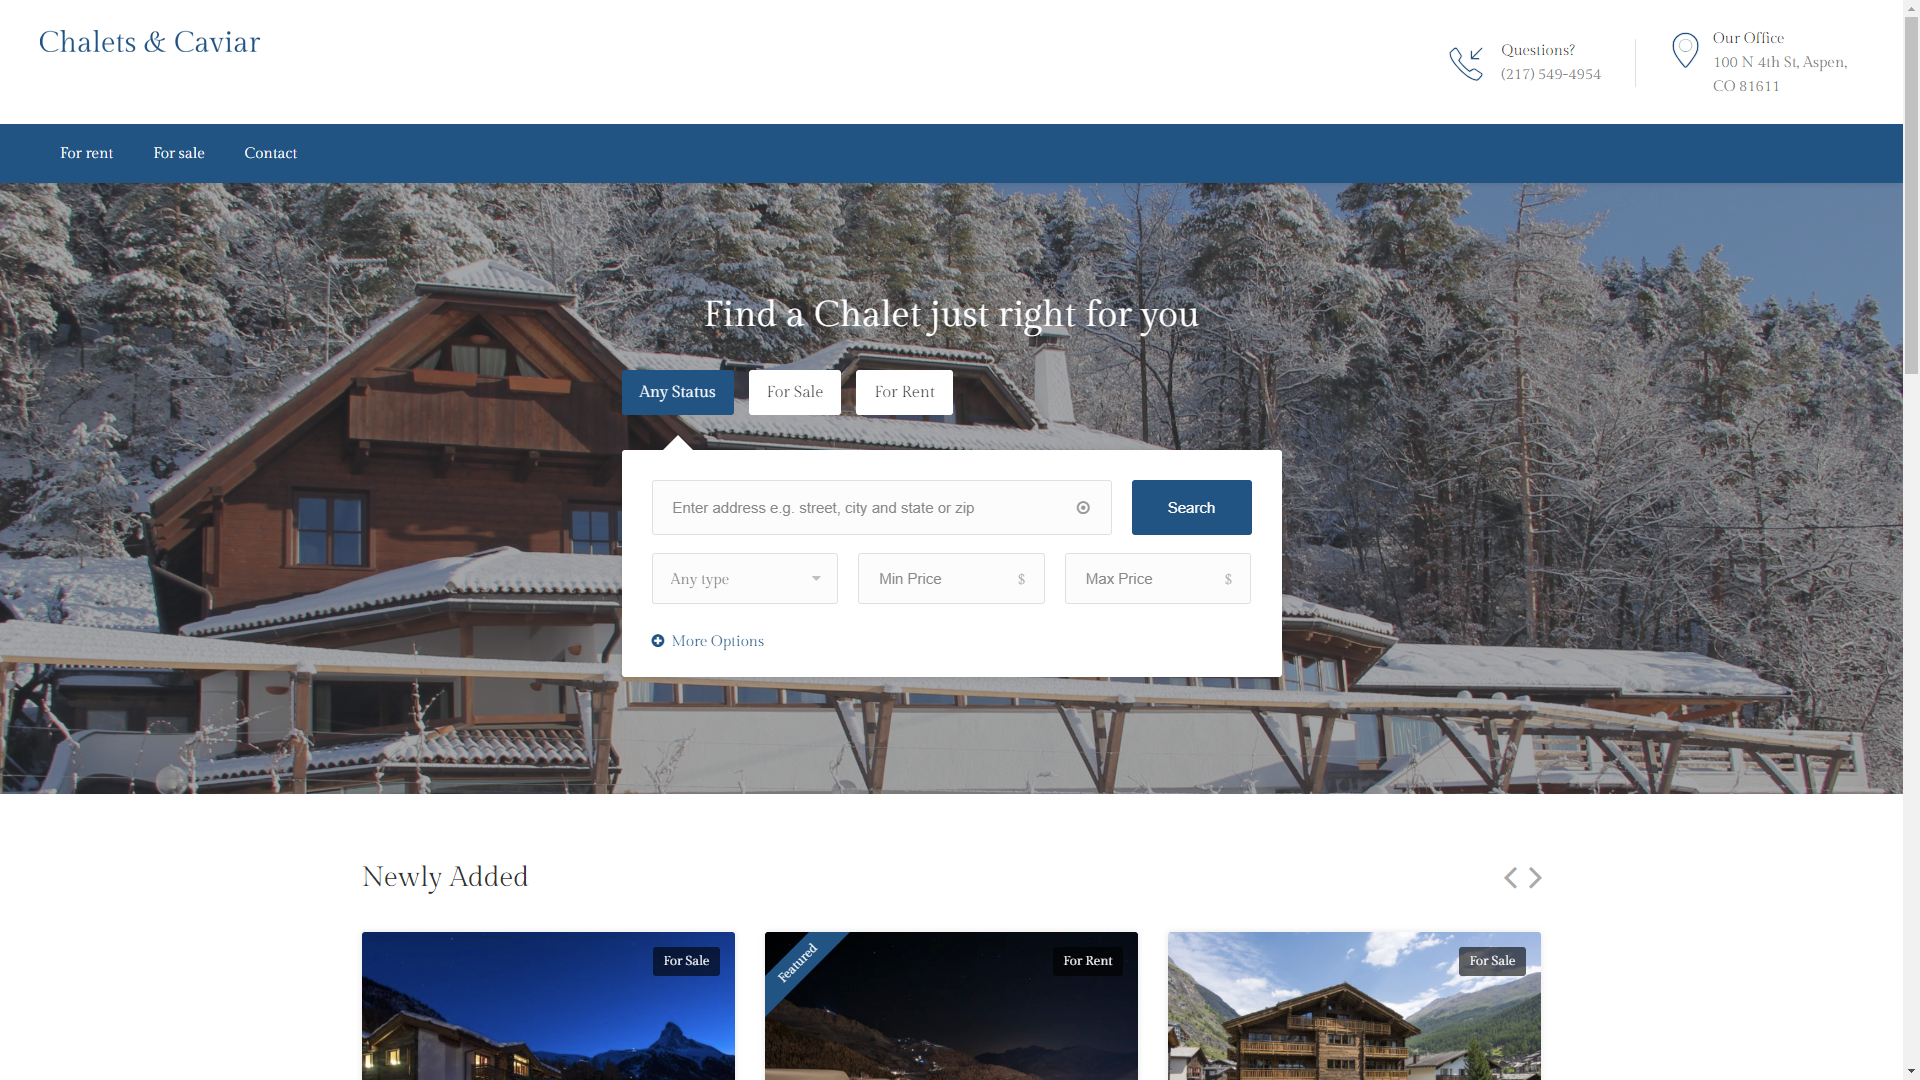 Chalets & Caviar
Questions?
(217) 549-4954
Our Office
100 N 4th St, Aspen,
CO 81611
For rent
For sale
Contact
Find a Chalet just right for you
Any Status
For Sale
For Rent
Enter address e.g. street, city and state or zip
Search
Any type
Min Price
$
Max Price
$
More Options
Newly Added
For Sale
Featured
For Rent
For Sale